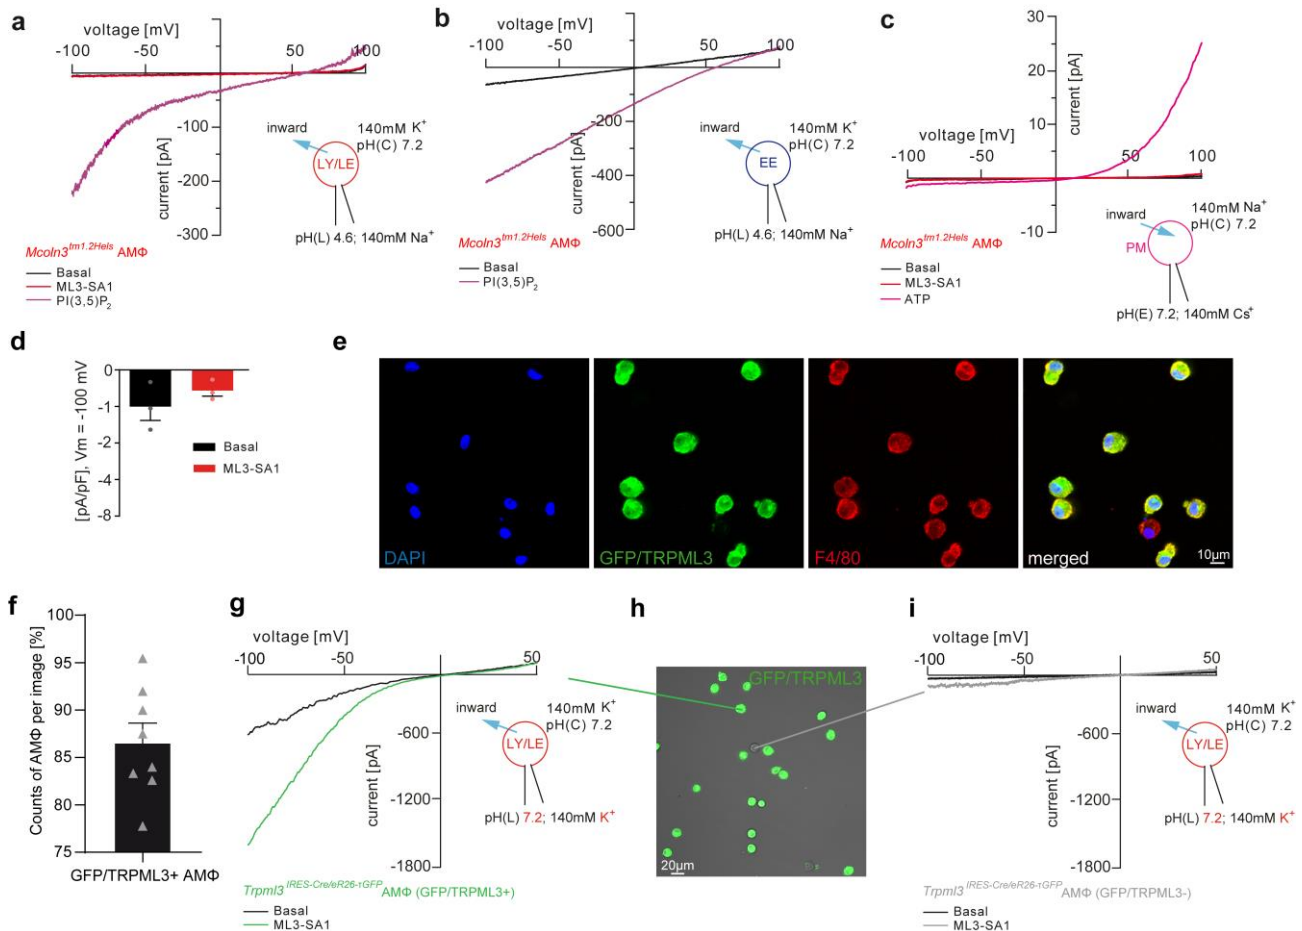 a
voltage [mV]
-100 -50 50 100
-100
-200
-300
current [pA]
inward
140mM K+
pH(C) 7.2
LY/LE
pH(L) 4.6; 140mM Na+
Mcoln3tm1.2Hels AMΦ
Basal
ML3-SA1
PI(3,5)P2
b
voltage [mV]
-100 -50 50 100
-200
-400
-600
current [pA]
inward
140mM K+
pH(C) 7.2
EE
pH(L) 4.6; 140mM Na+
Mcoln3tm1.2Hels AMΦ
Basal
PI(3,5)P2
c
30
20
10
-10
current [pA]
voltage [mV]
-100 -50 50 100
inward
140mM Na+
pH(C) 7.2
PM
pH(E) 7.2; 140mM Cs+
Mcoln3tm1.2Hels AMΦ
Basal
ML3-SA1
ATP
d
0
-1
-2
-4
-8
[pA/pF], Vm = -100 mV
Basal
ML3-SA1
e
DAPI
GFP/TRPML3
F4/80
merged
10µm
f
100
95
90
85
80
75
Counts of AMΦ per image [%]
GFP/TRPML3+ AMΦ
g
voltage [mV]
-100 -50 50
-600
-1200
-1800
current [pA]
inward
140mM K+
pH(C) 7.2
LY/LE
pH(L) 7.2; 140mM K+
Trpml3IRES-Cre/eR26-τGFP AMΦ (GFP/TRPML3+)
Basal
ML3-SA1
h
GFP/TRPML3
20µm
i
voltage [mV]
-100 -50 50
-600
-1200
-1800
current [pA]
inward
140mM K+
pH(C) 7.2
LY/LE
pH(L) 7.2; 140mM K+
Trpml3IRES-Cre/eR26-τGFP AMΦ (GFP/TRPML3-)
Basal
ML3-SA1